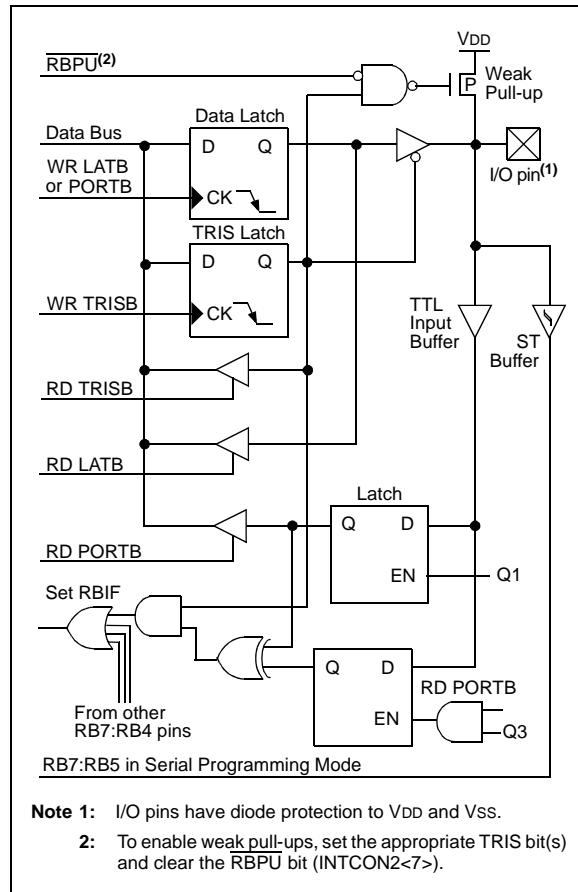 VDD
RBPU(2)
P
Weak
Pull-up
Data Latch
Data Bus
D Q
WR LATB
or PORTB
CK
I/O pin(1)
TRIS Latch
D Q
WR TRISB
CK
TTL
Input
Buffer
ST
Buffer
RD TRISB
RD LATB
Latch
Q D
RD PORTB
EN
Q1
Set RBIF
Q D
RD PORTB
EN
Q3
From other
RB7:RB4 pins
RB7:RB5 in Serial Programming Mode
Note 1: I/O pins have diode protection to VDD and VSS.
2: To enable weak pull-ups, set the appropriate TRIS bit(s)
and clear the RBPU bit (INTCON2<7>).